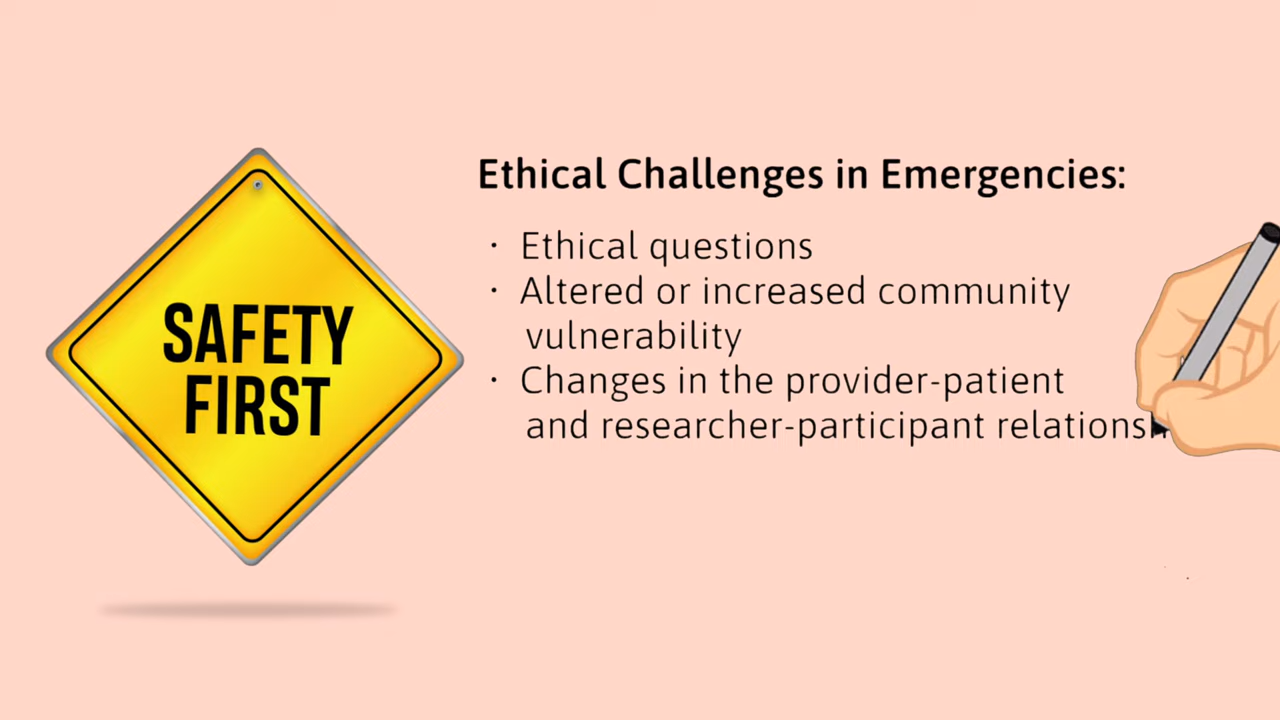 SAFETY
FIRST
Ethical Challenges in Emergencies:
· Ethical questions
· Altered or increased community
vulnerability
· Changes in the provider-patient
and researcher-participant